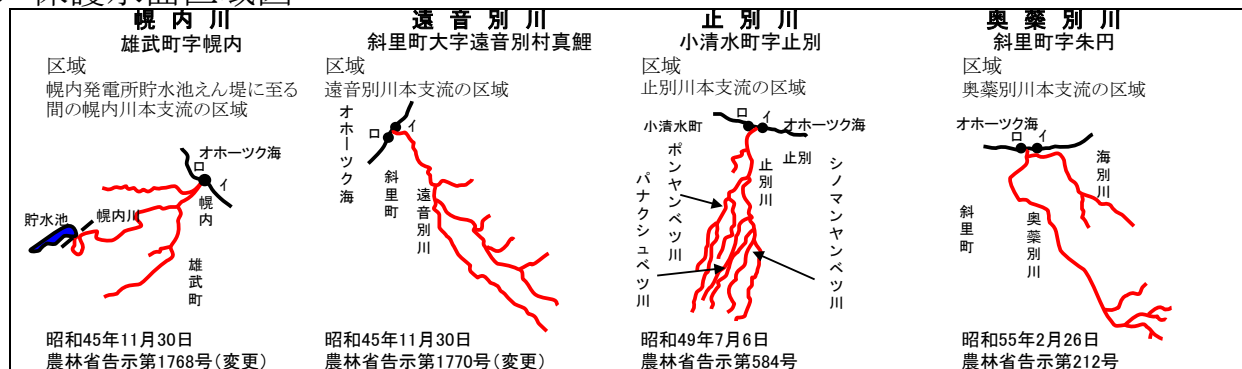 保護水面区域図
幌内川
雄武町字幌内
区域
幌内発電所貯水池えん堤に至る
間の幌内川本支流の区域
オホーツク海
ロ
イ
幌内
貯水池
幌内川
雄武町
昭和45年11月30日
農林省告示第1768号(変更)
遠音別川
斜里町大字遠音別村真鯉
区域
遠音別川本支流の区域
オホーツク海
ロ
イ
斜里町
遠音別川
昭和45年11月30日
農林省告示第1770号(変更)
止別川
小清水町字止別
区域
止別川本支流の区域
小清水町
ロ
イ
オホーツク海
止別
止別川
ポンヤンベツ川
パナクシュベツ川
シノマンヤンベツ川
昭和49年7月6日
農林省告示第584号
奥蘂別川
斜里町字朱円
区域
奥蘂別川本支流の区域
オホーツク海
ロ
イ
海別川
斜里町
奥蘂別川
昭和55年2月26日
農林省告示第212号